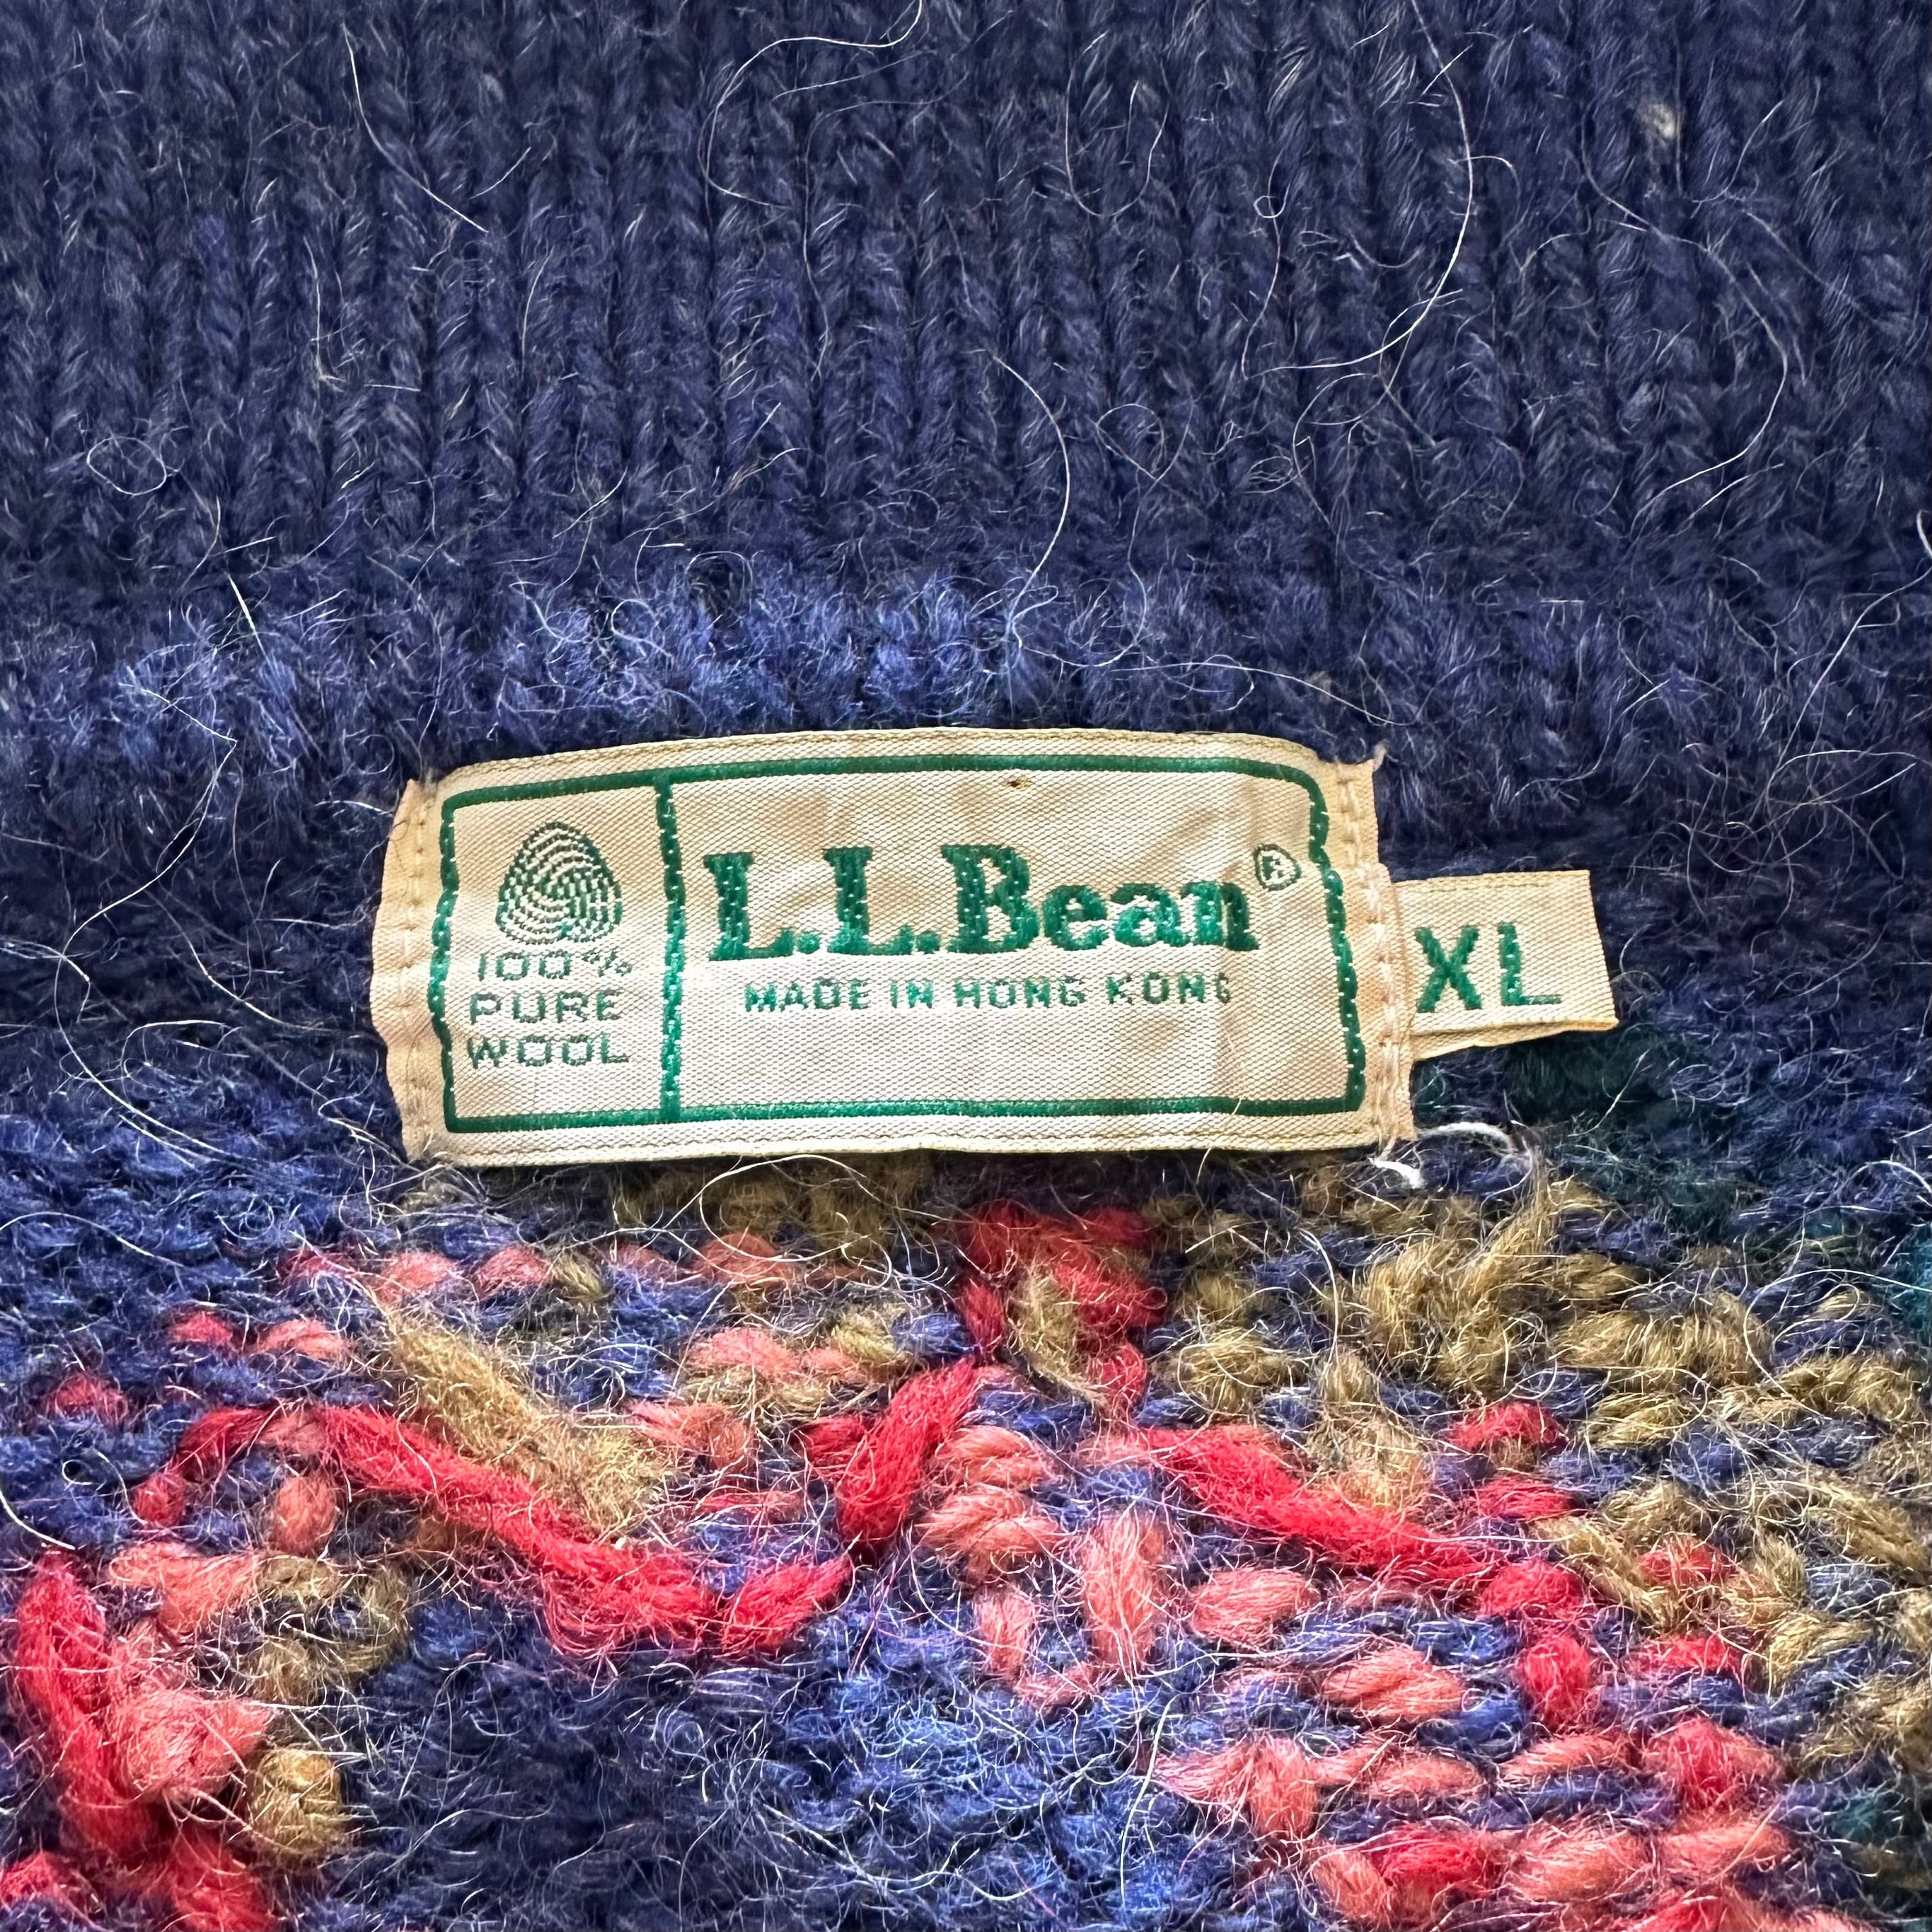 100%
PURE
WOOL
L.L.Bean®
MADE IN HONG KONG
XL